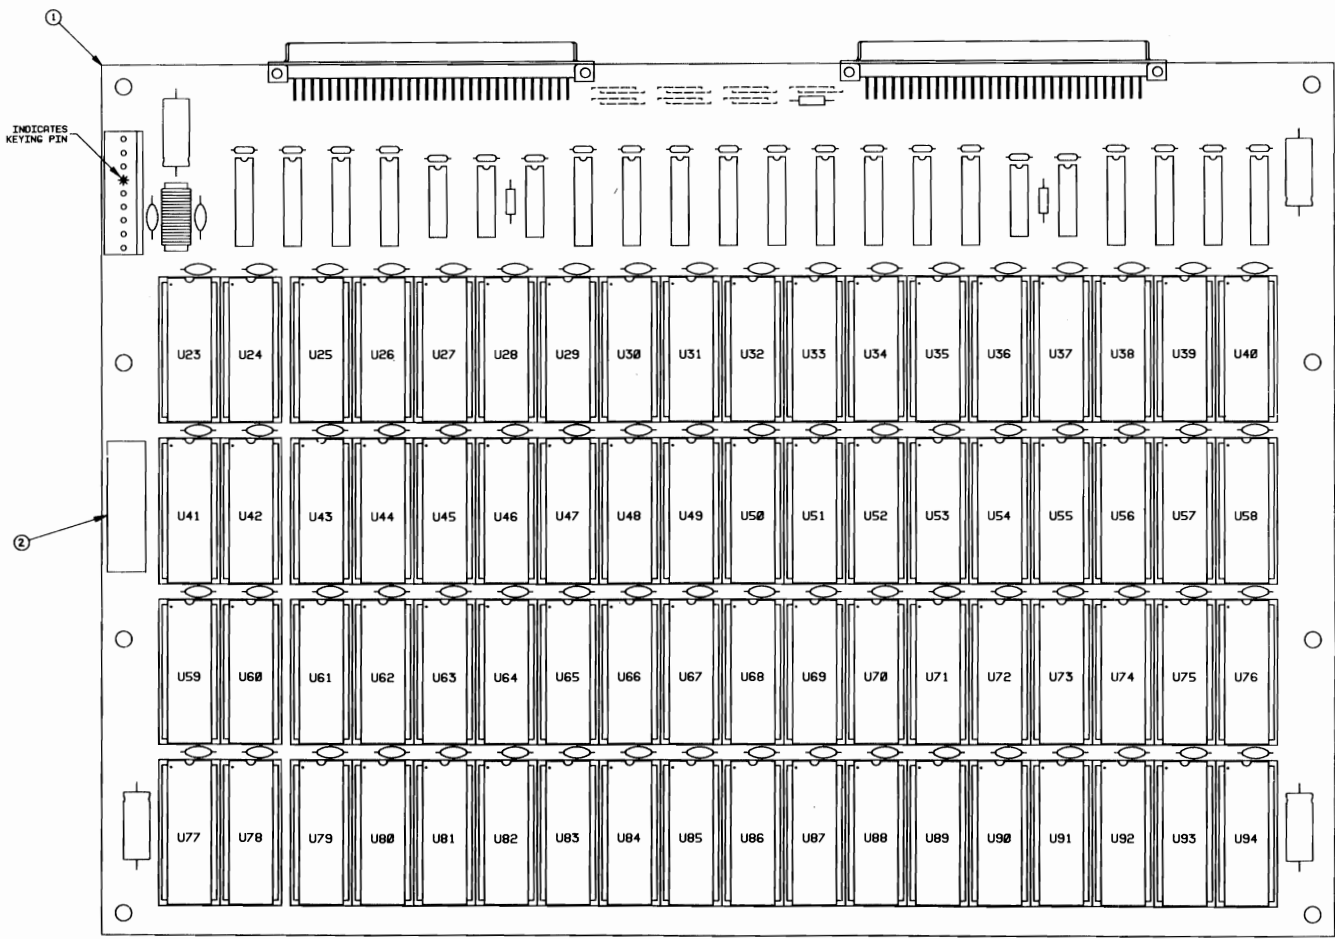 1
INDICATES
KEYING PIN
U23 U24 U25 U26 U27 U28 U29 U30 U31 U32 U33 U34 U35 U36 U37 U38 U39 U40
2
U41 U42 U43 U44 U45 U46 U47 U48 U49 U50 U51 U52 U53 U54 U55 U56 U57 U58
U59 U60 U61 U62 U63 U64 U65 U66 U67 U68 U69 U70 U71 U72 U73 U74 U75 U76
U77 U78 U79 U80 U81 U82 U83 U84 U85 U86 U87 U88 U89 U90 U91 U92 U93 U94